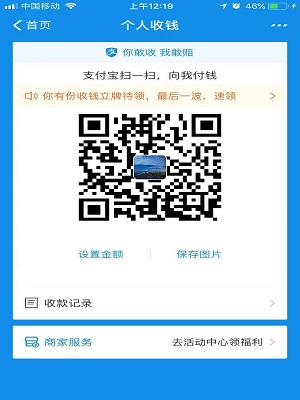 中国移动 上午12:19 46%
首页 个人收钱
你敢收 我敢赔
支付宝扫一扫，向我付钱
你有份收钱立牌待领，最后一波，速领
设置金额 保存图片
收款记录
商家服务 去活动中心领福利